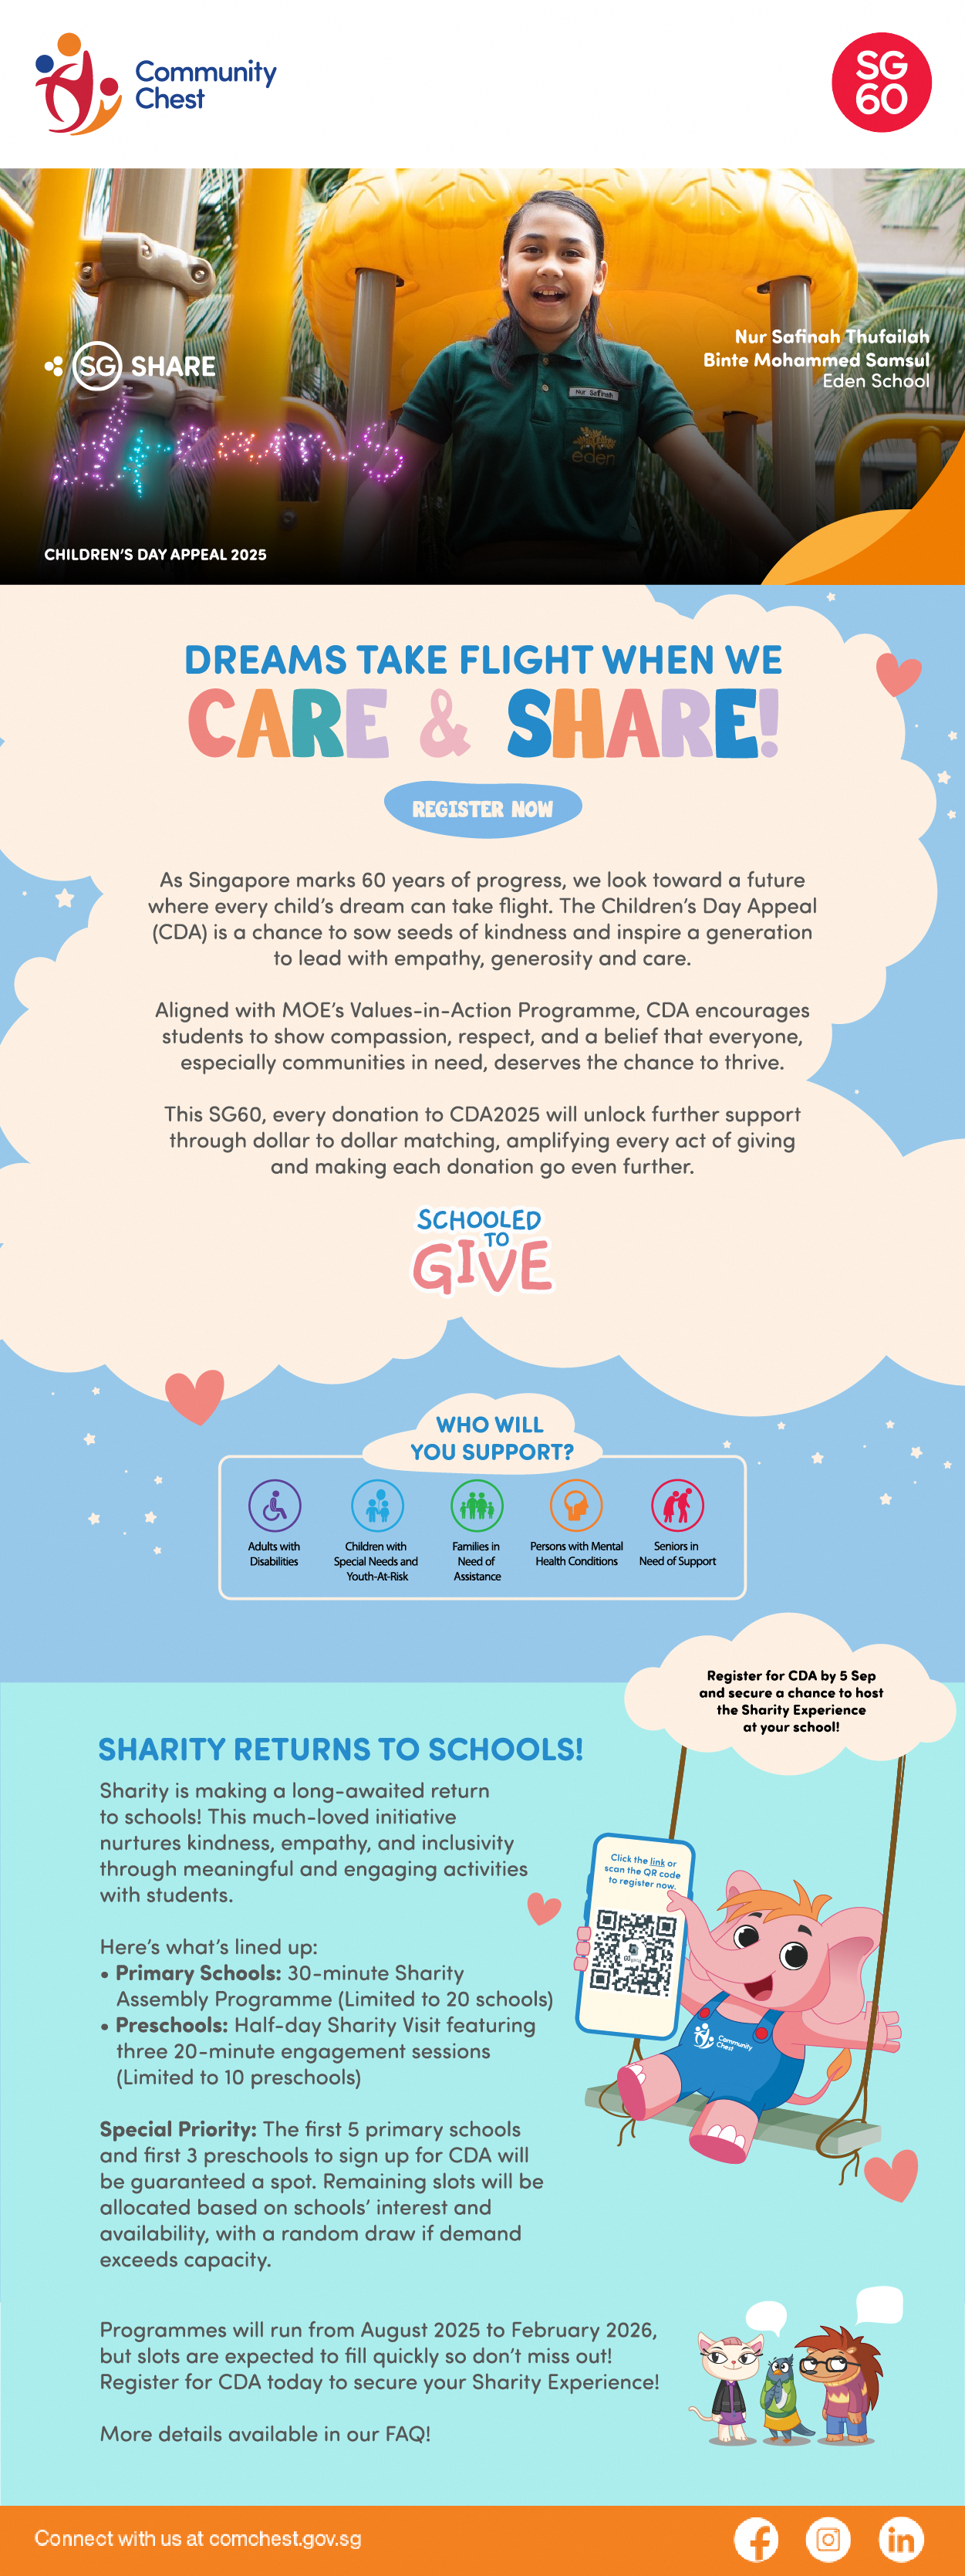 Community
Chest
SG
60
SG SHARE
dreams
Nur Safinah Thufailah
Binte Mohammed Samsul
Eden School
Nur Safinah
eden
CHILDREN'S DAY APPEAL 2025
DREAMS TAKE FLIGHT WHEN WE
CARE & SHARE!
REGISTER NOW
As Singapore marks 60 years of progress, we look toward a future
where every child's dream can take flight. The Children's Day Appeal
(CDA) is a chance to sow seeds of kindness and inspire a generation
to lead with empathy, generosity and care.
Aligned with MOE's Values-in-Action Programme, CDA encourages
students to show compassion, respect, and a belief that everyone,
especially communities in need, deserves the chance to thrive.
This SG60, every donation to CDA2025 will unlock further support
through dollar to dollar matching, amplifying every act of giving
and making each donation go even further.
SCHOOLED
TO
GIVE
WHO WILL
YOU SUPPORT?
Adults with
Disabilities
Children with
Special Needs and
Youth-At-Risk
Families in
Need of
Assistance
Persons with Mental
Health Conditions
Seniors in
Need of Support
Register for CDA by 5 Sep
and secure a chance to host
the Sharity Experience
at your school!
SHARITY RETURNS TO SCHOOLS!
Sharity is making a long-awaited return
to schools! This much-loved initiative
nurtures kindness, empathy, and inclusivity
through meaningful and engaging activities
with students.
Here's what's lined up:
• Primary Schools: 30-minute Sharity
Assembly Programme (Limited to 20 schools)
• Preschools: Half-day Sharity Visit featuring
three 20-minute engagement sessions
(Limited to 10 preschools)
Special Priority: The first 5 primary schools
and first 3 preschools to sign up for CDA will
be guaranteed a spot. Remaining slots will be
allocated based on schools' interest and
availability, with a random draw if demand
exceeds capacity.
Click the link or
scan the QR code
to register now.
Community
Chest
Programmes will run from August 2025 to February 2026,
but slots are expected to fill quickly so don't miss out!
Register for CDA today to secure your Sharity Experience!
More details available in our FAQ!
Connect with us at comchest.gov.sg